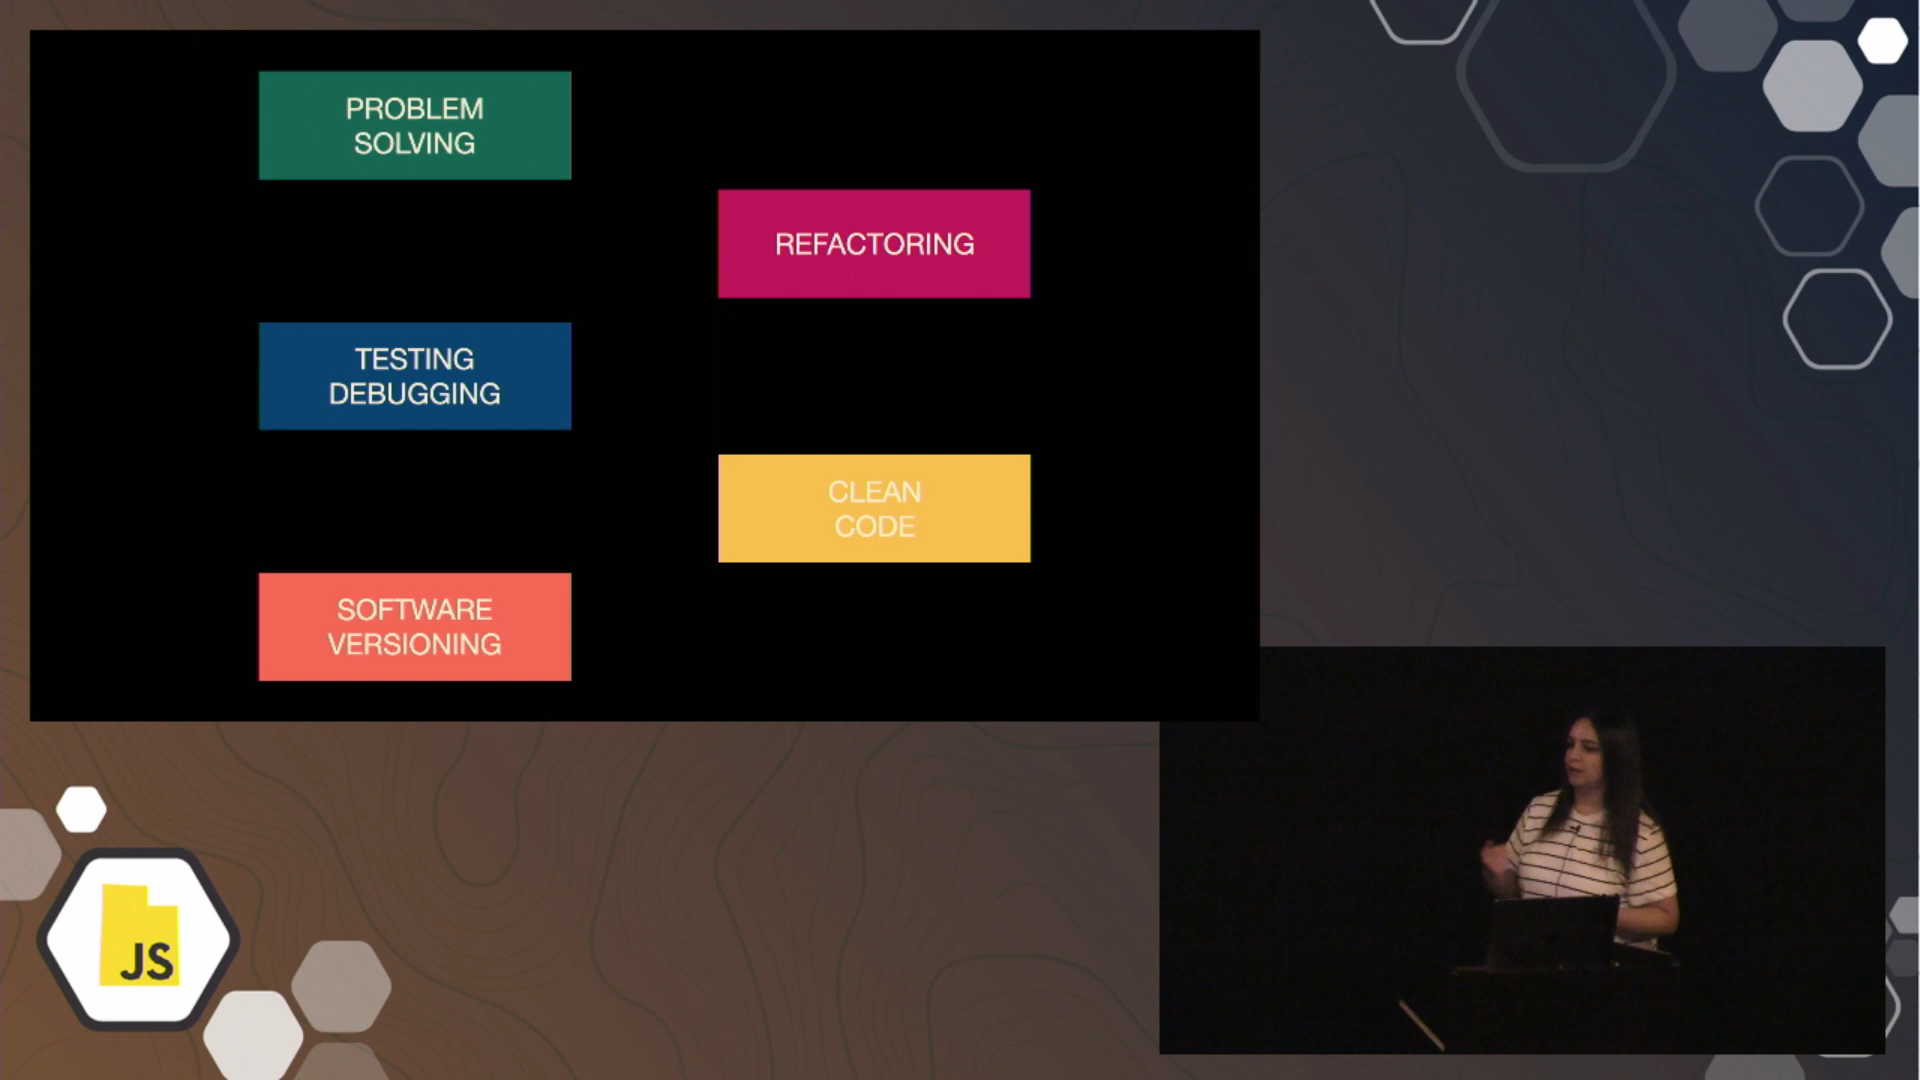 PROBLEM
SOLVING
REFACTORING
TESTING
DEBUGGING
CLEAN
CODE
SOFTWARE
VERSIONING
JS